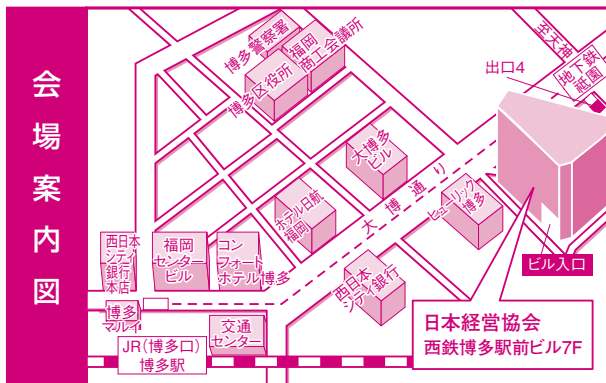 会場案内図
博多警察署
福岡
商工会議所
博多区役所
至天神
地下鉄
祇園
出口4
大博多
ビル
大博通り
ホテル日航
福岡
ヒューリック
博多
西日本
シティ
銀行
本店
福岡
センター
ビル
コン
フォート
ホテル博多
西日本
シティ銀行
ビル入口
博多
マルイ
交通
センター
JR(博多口)
博多駅
日本経営協会
西鉄博多駅前ビル7F